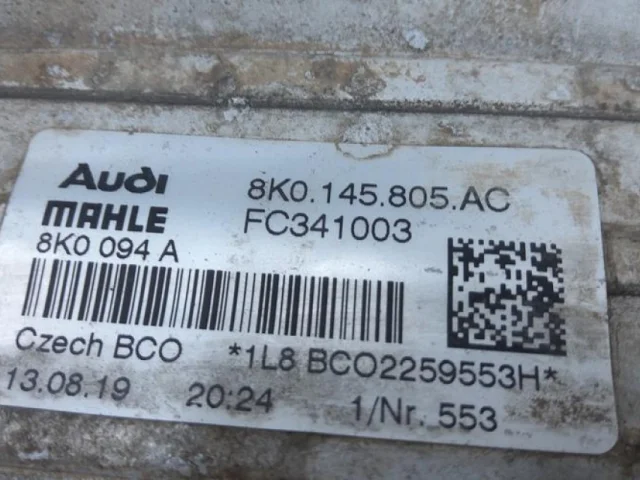 Audi 8K0.145.805.AC
MAHLE FC341003
8K0 094 A
Czech BCO *1L8 BCO2259553H*
13.08.19 20:24 1/Nr. 553